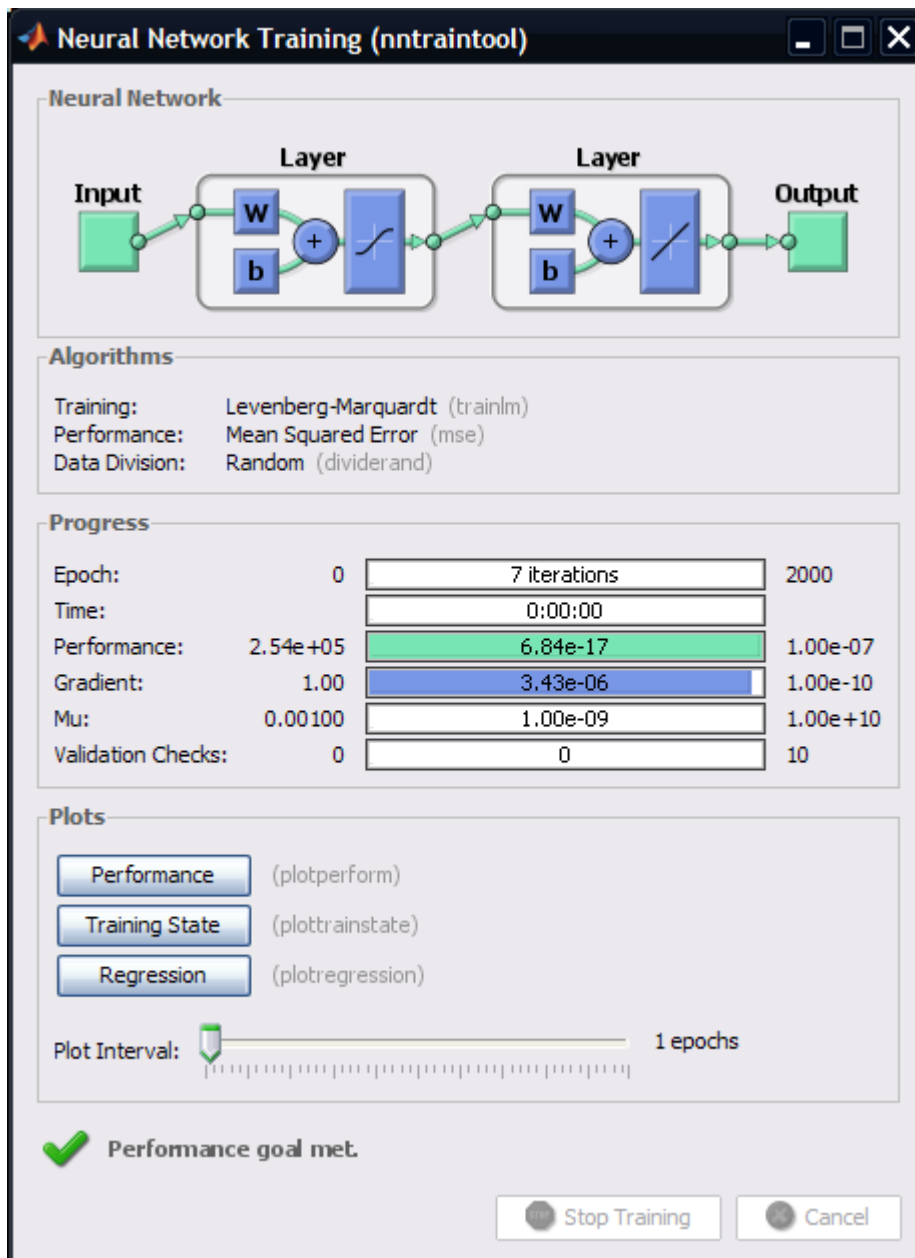 Neural Network Training (nntraintool)
Neural Network
Layer Layer
Input Output
W W
+ +
b b
Algorithms
Training: Levenberg-Marquardt (trainlm)
Performance: Mean Squared Error (mse)
Data Division: Random (dividerand)
Progress
Epoch: 0 7 iterations 2000
Time: 0:00:00
Performance: 2.54e+05 6.84e-17 1.00e-07
Gradient: 1.00 3.43e-06 1.00e-10
Mu: 0.00100 1.00e-09 1.00e+10
Validation Checks: 0 0 10
Plots
Performance (plotperform)
Training State (plottrainstate)
Regression (plotregression)
Plot Interval: 1 epochs
Performance goal met.
STOP Stop Training Cancel